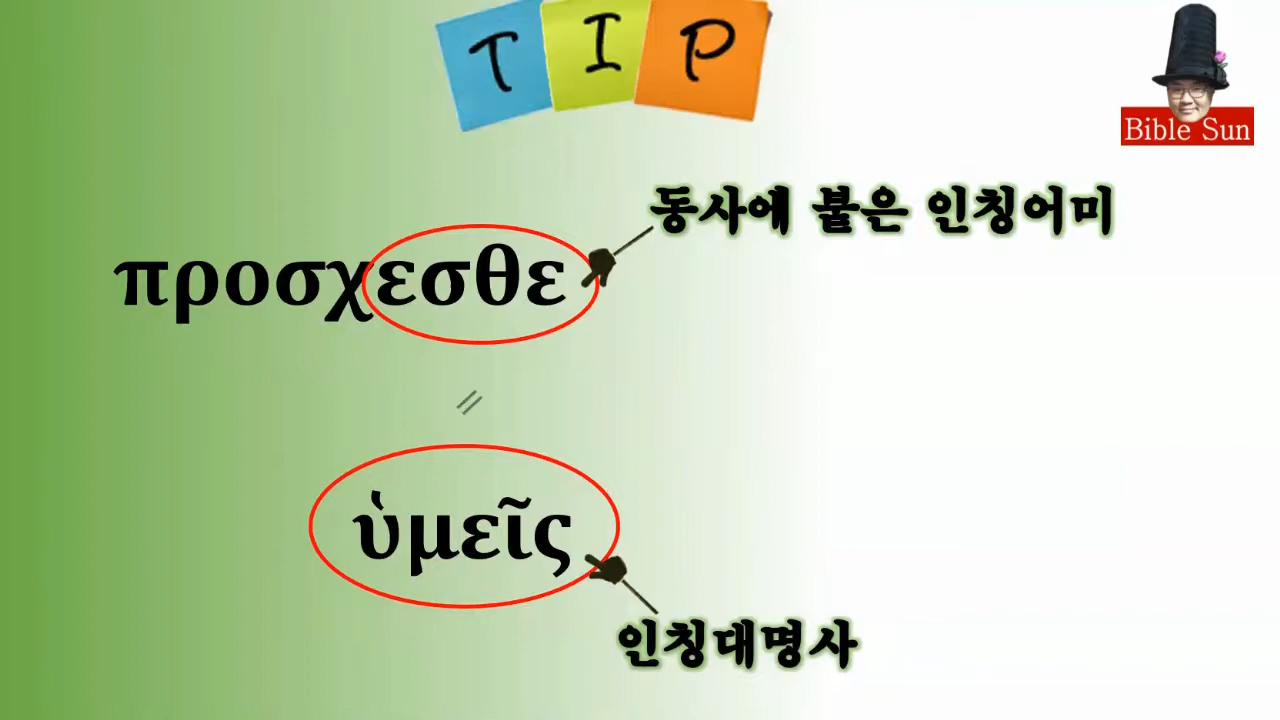 TIP
Bible Sun
동사에 붙은 인칭어미
προσχεσθε
=
ὑμεῖς
인칭대명사